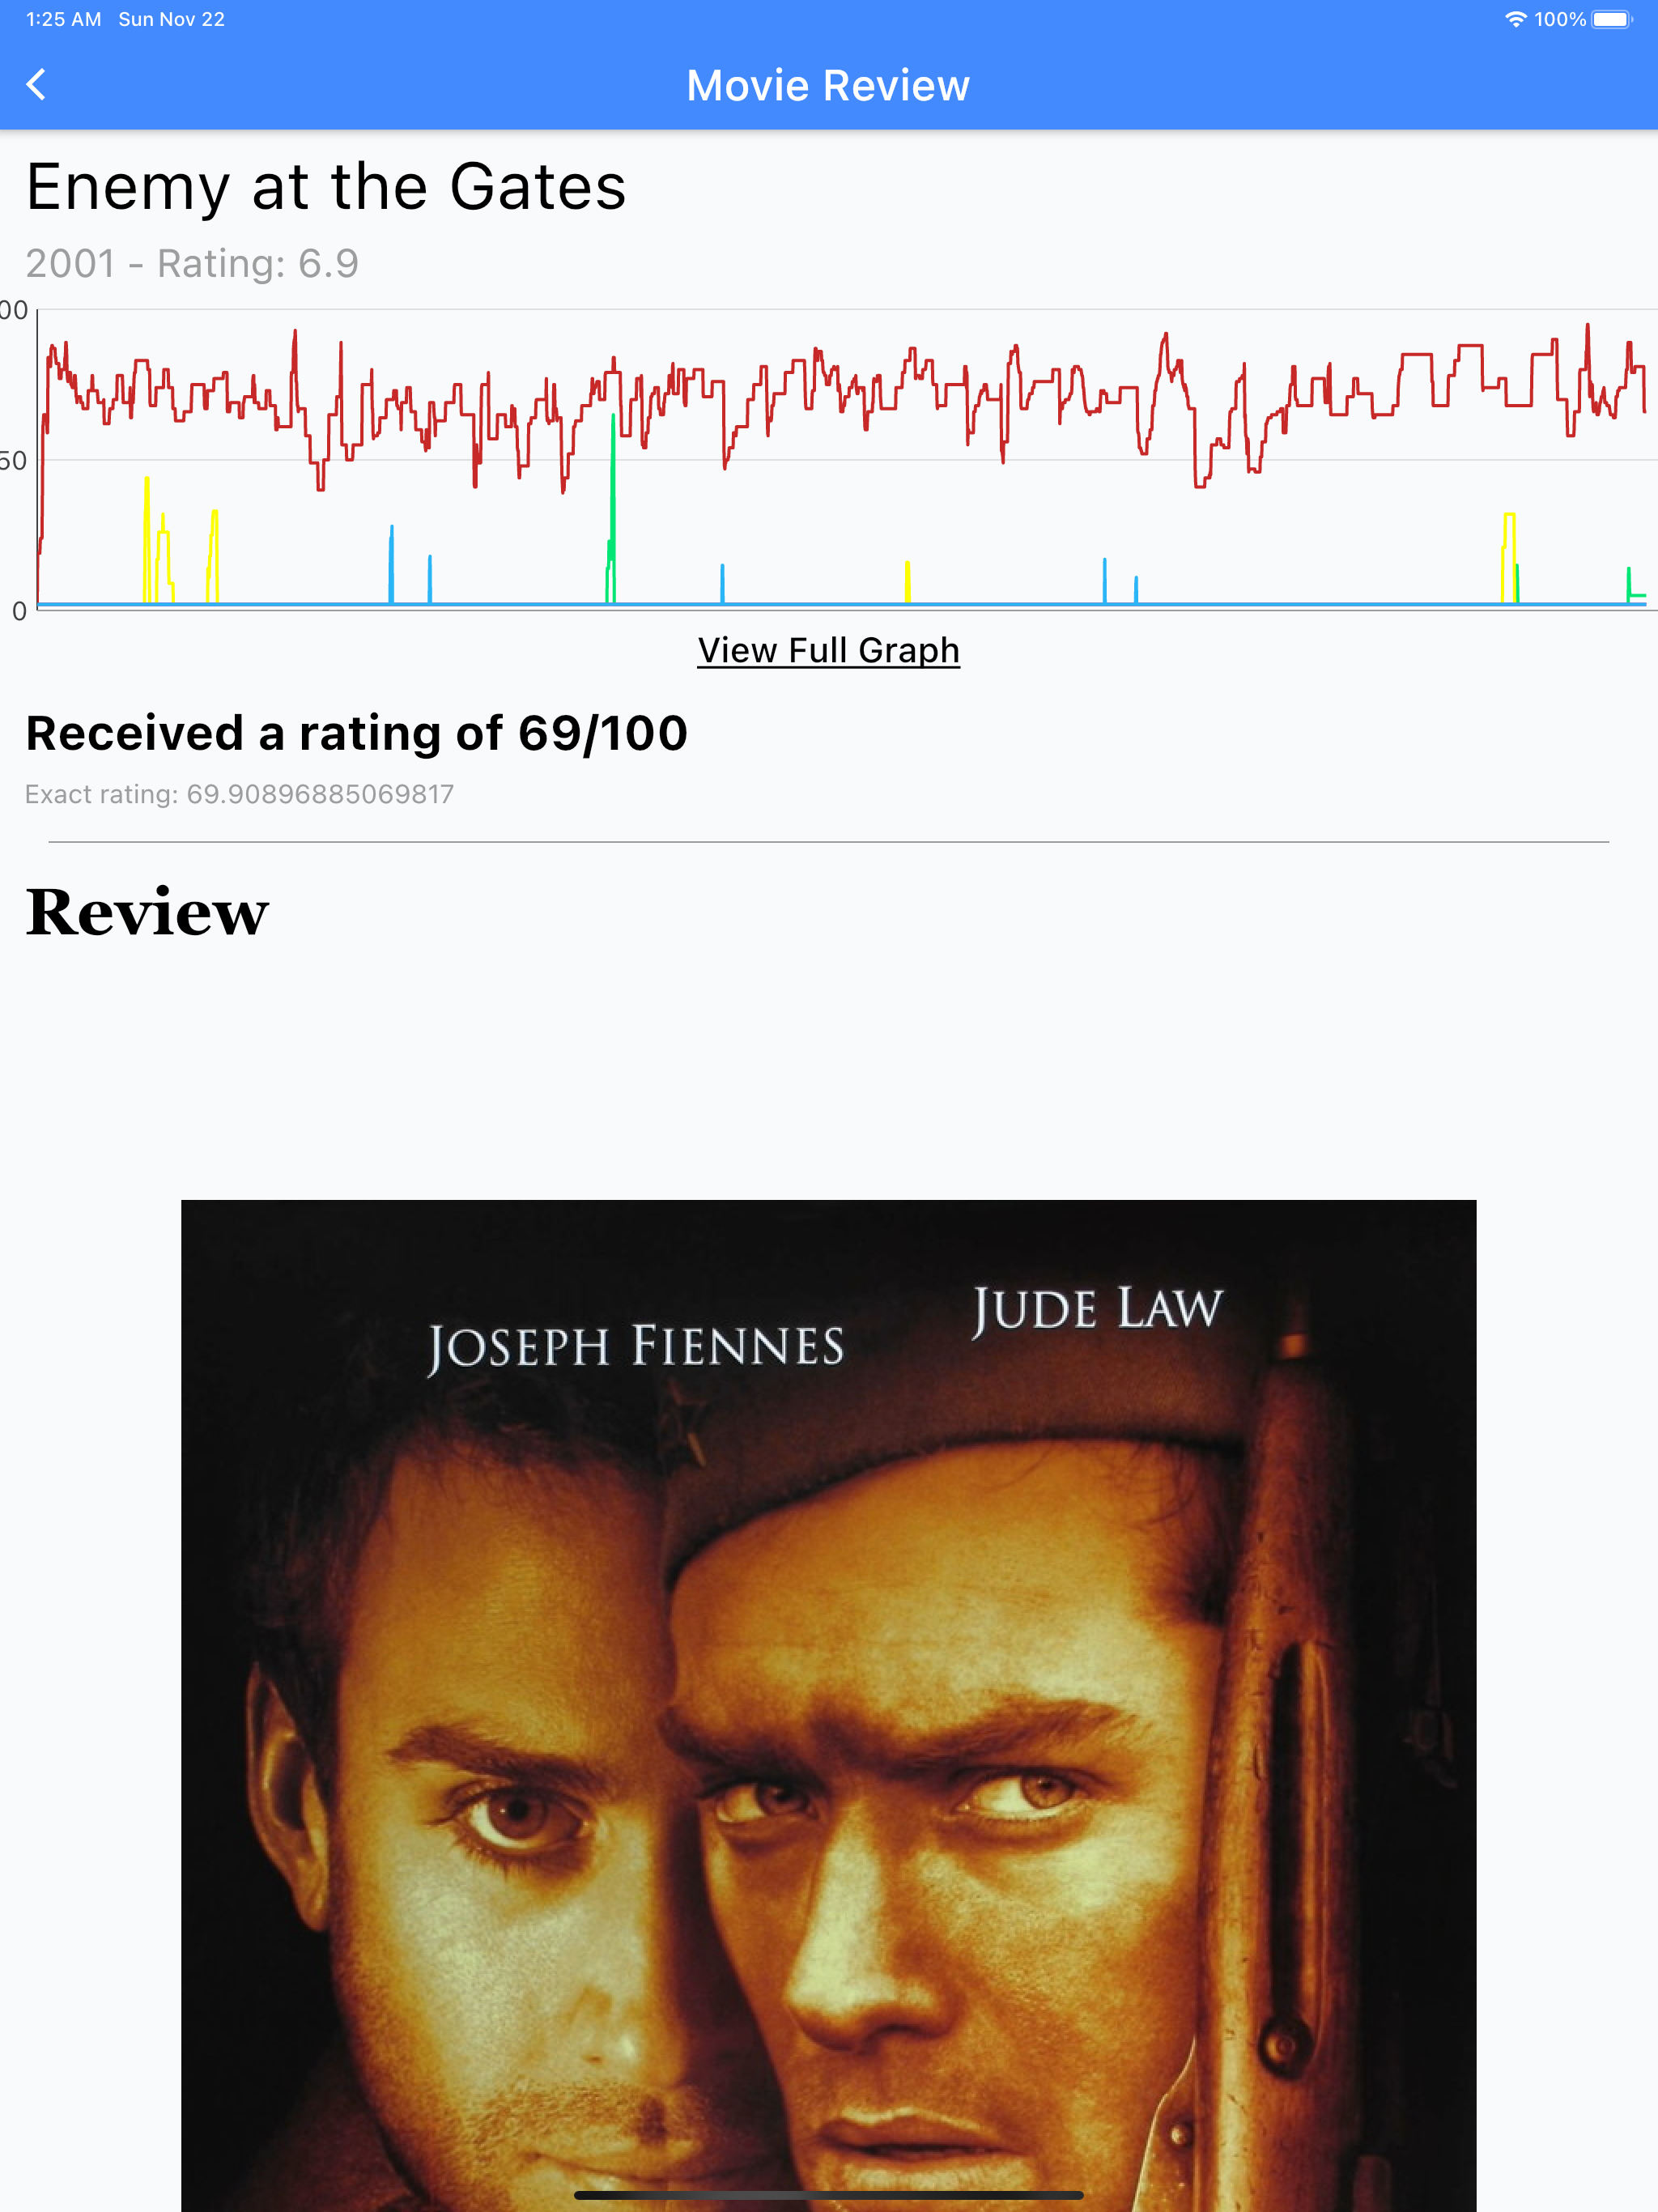 1:25 AM Sun Nov 22 100%
Movie Review
Enemy at the Gates
2001 - Rating: 6.9
00
50
0
View Full Graph
Received a rating of 69/100
Exact rating: 69.90896885069817
Review
JUDE LAW
JOSEPH FIENNES